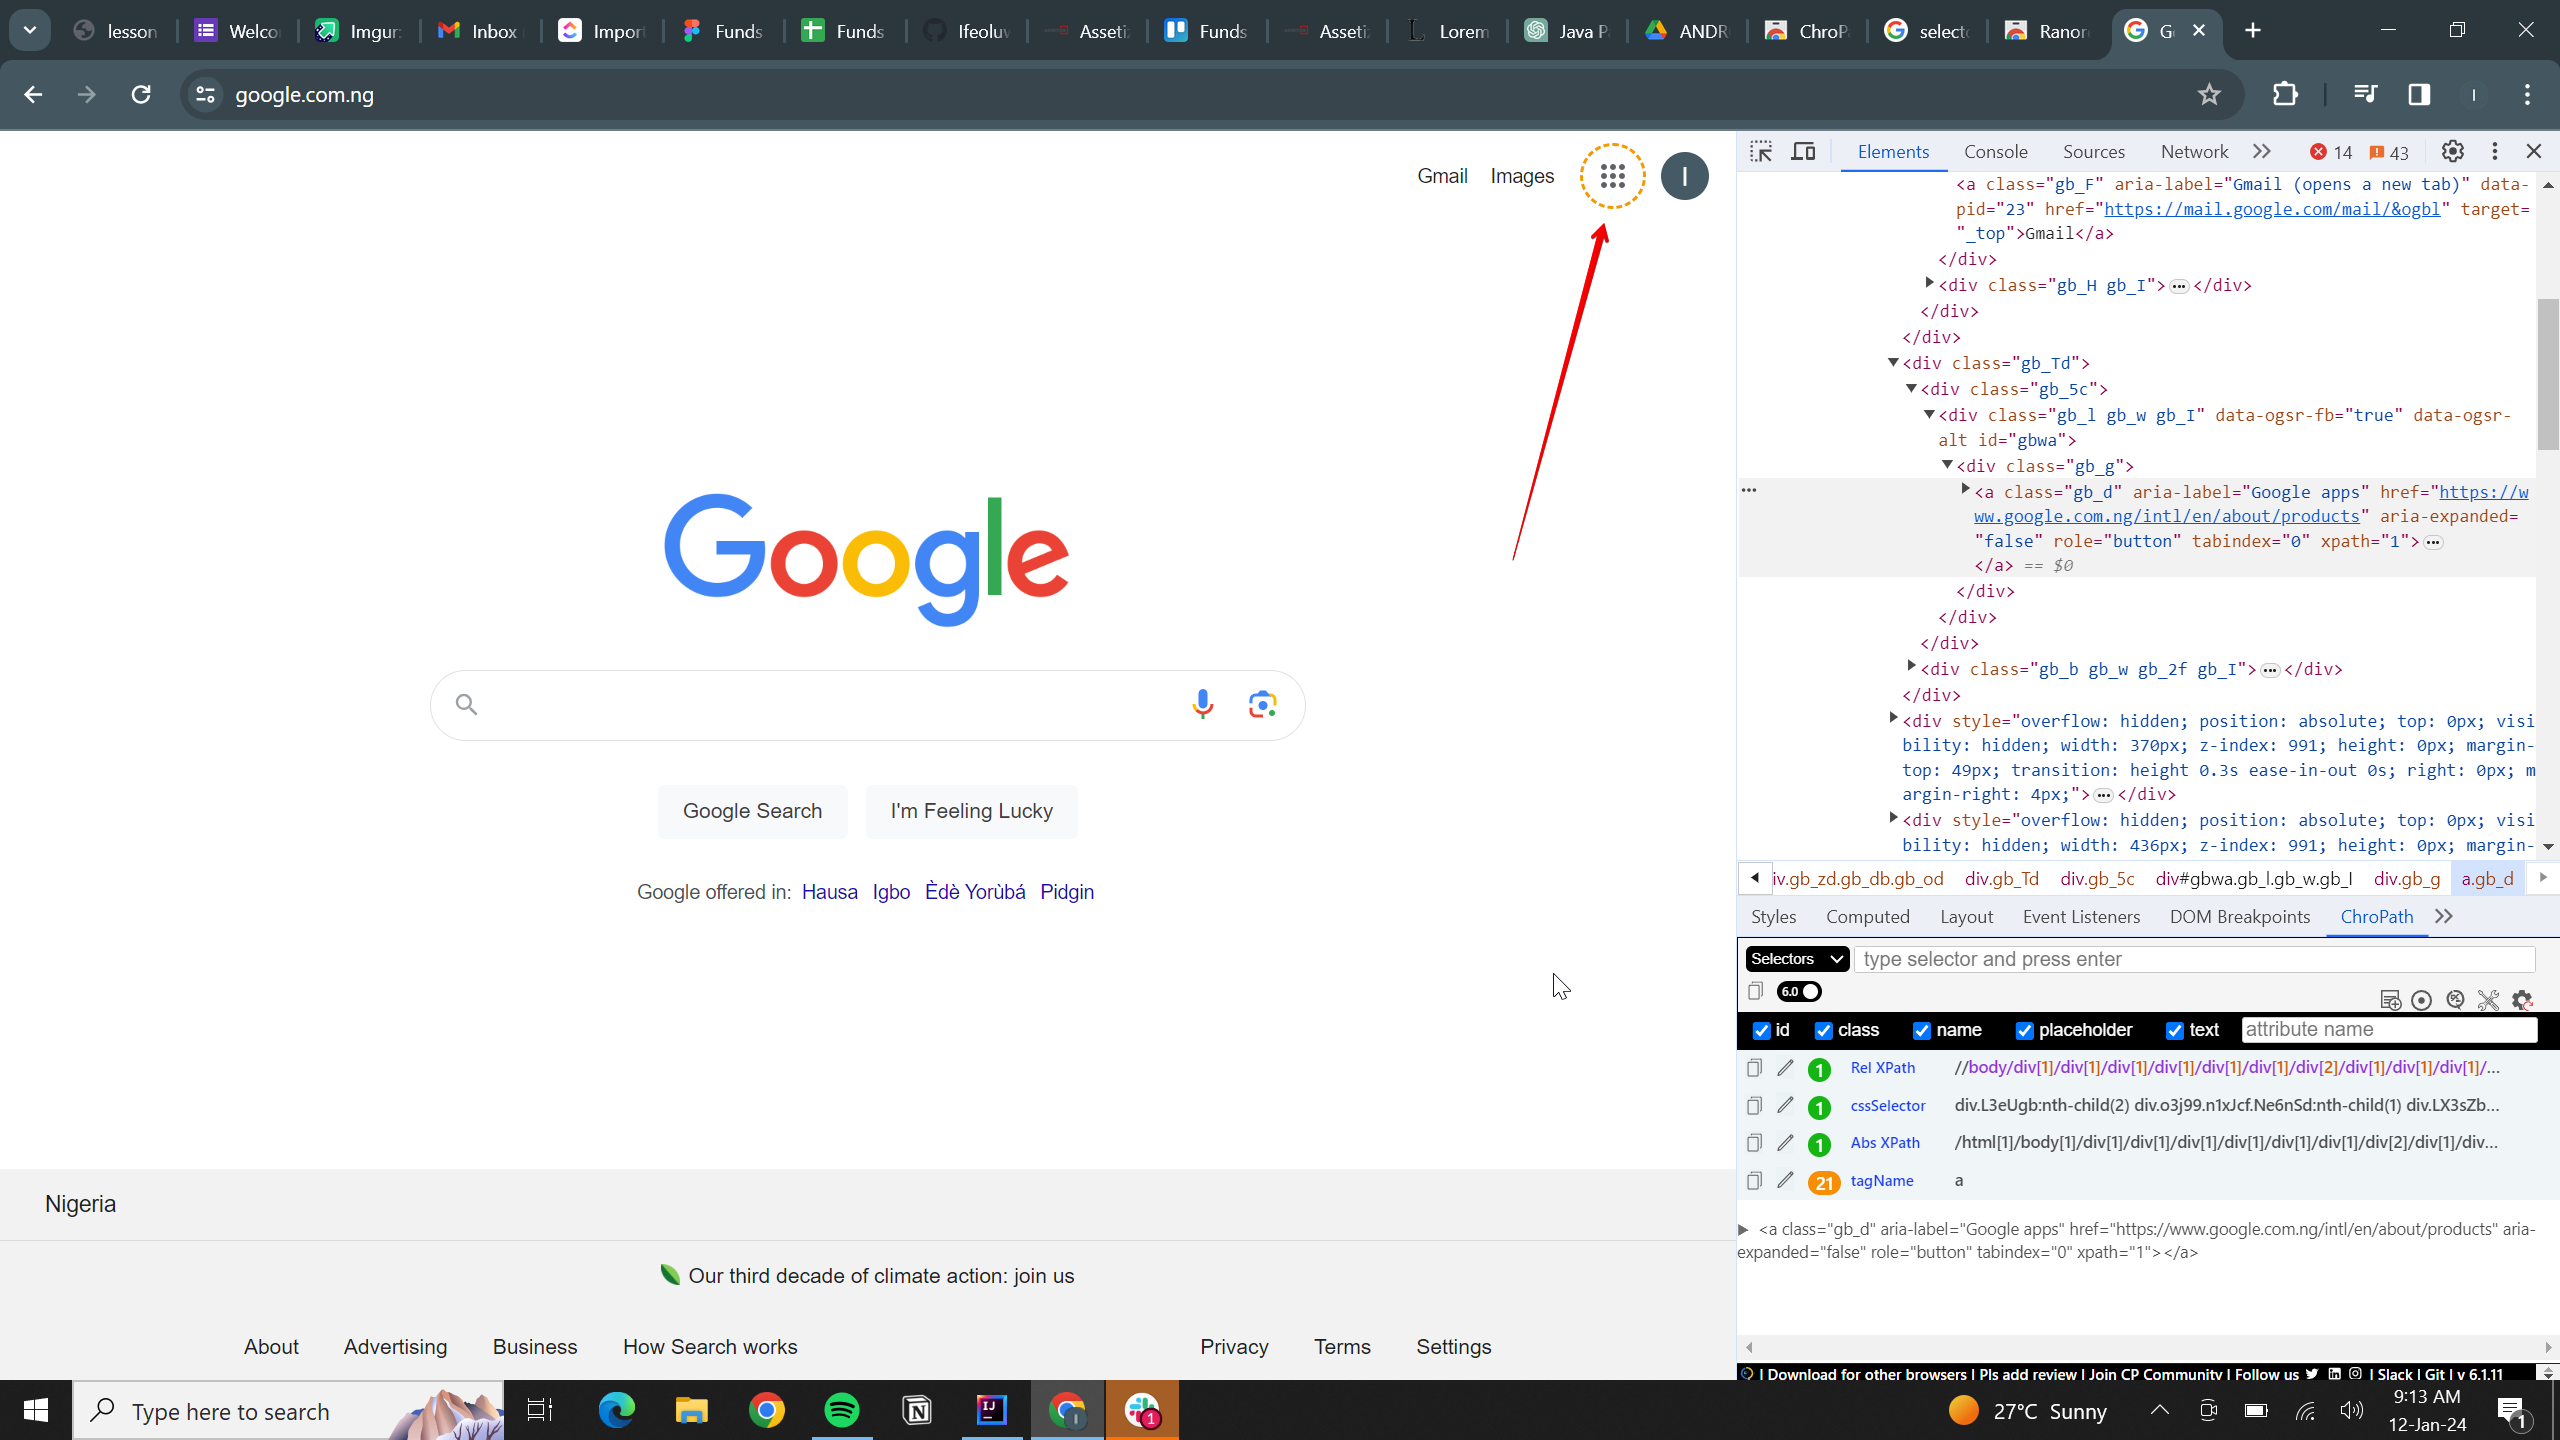 lesson
Welco
Imgur:
Inbox
Impor
Funds
Funds
Ifeoluw
Asseti
Funds
Asseti
Lorem
Java P
ANDR
ChroP
selecto
Ranor
G
google.com.ng
Gmail Images I
Google
Google Search I'm Feeling Lucky
Google offered in: Hausa Igbo Èdè Yorùbá Pidgin
Nigeria
Our third decade of climate action: join us
About Advertising Business How Search works Privacy Terms Settings
Elements Console Sources Network 14 43
<a class="gb_F" aria-label="Gmail (opens a new tab)" data-
pid="23" href="https://mail.google.com/mail/&ogbl" target=
"_top">Gmail</a>
</div>
<div class="gb_H gb_I">…</div>
</div>
</div>
<div class="gb_Td">
<div class="gb_5c">
<div class="gb_l gb_w gb_I" data-ogsr-fb="true" data-ogsr-
alt id="gbwa">
<div class="gb_g">
<a class="gb_d" aria-label="Google apps" href="https://w
ww.google.com.ng/intl/en/about/products" aria-expanded=
"false" role="button" tabindex="0" xpath="1">…
</a> == $0
</div>
</div>
</div>
<div class="gb_b gb_w gb_2f gb_I">…</div>
</div>
<div style="overflow: hidden; position: absolute; top: 0px; visi
bility: hidden; width: 370px; z-index: 991; height: 0px; margin-
top: 49px; transition: height 0.3s ease-in-out 0s; right: 0px; m
argin-right: 4px;">…</div>
<div style="overflow: hidden; position: absolute; top: 0px; visi
bility: hidden; width: 436px; z-index: 991; height: 0px; margin-
iv.gb_zd.gb_db.gb_od div.gb_Td div.gb_5c div#gbwa.gb_l.gb_w.gb_I div.gb_g a.gb_d
Styles Computed Layout Event Listeners DOM Breakpoints ChroPath
Selectors type selector and press enter
6.0
id class name placeholder text attribute name
1 Rel XPath //body/div[1]/div[1]/div[1]/div[1]/div[1]/div[1]/div[2]/div[1]/div[1]/div[1]/...
1 cssSelector div.L3eUgb:nth-child(2) div.o3j99.n1xJcf.Ne6nSd:nth-child(1) div.LX3sZb...
1 Abs XPath /html[1]/body[1]/div[1]/div[1]/div[1]/div[1]/div[1]/div[1]/div[2]/div[1]/div...
21 tagName a
<a class="gb_d" aria-label="Google apps" href="https://www.google.com.ng/intl/en/about/products" aria-
expanded="false" role="button" tabindex="0" xpath="1"></a>
| Download for other browsers | Pls add review | Join CP Community | Follow us | Slack | Git | v 6.1.11
Type here to search
1
27°C Sunny
9:13 AM
12-Jan-24
1